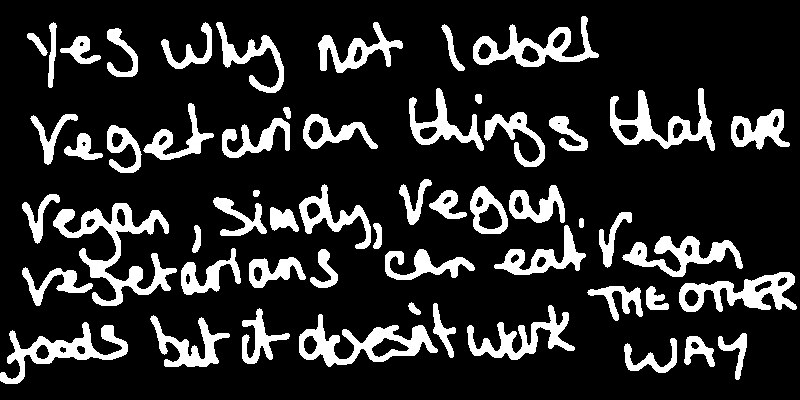 yes why not label
vegetarian things that are
vegan, simply, vegan.
vegetarians can eat vegan
foods but it doesn't work THE OTHER
WAY